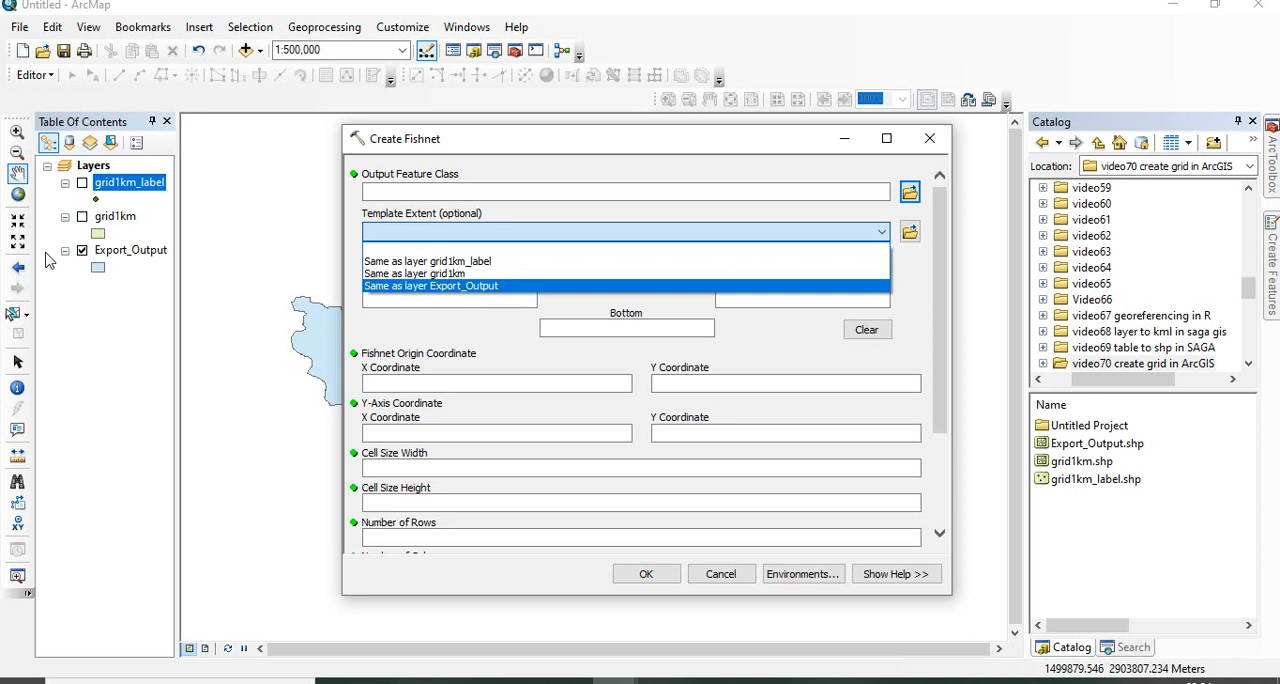 Untitled - ArcMap
File Edit View Bookmarks Insert Selection Geoprocessing Customize Windows Help
1:500,000
Editor
100%
Table Of Contents
Layers
grid1km_label
grid1km
Export_Output
Create Fishnet
Output Feature Class
Template Extent (optional)
Same as layer grid1km_label
Same as layer grid1km
Same as layer Export_Output
Bottom
Clear
Fishnet Origin Coordinate
X Coordinate Y Coordinate
Y-Axis Coordinate
X Coordinate Y Coordinate
Cell Size Width
Cell Size Height
Number of Rows
OK Cancel Environments... Show Help >>
Catalog
Location: video70 create grid in ArcGIS
video59
video60
video61
video62
video63
video64
video65
Video66
video67 georeferencing in R
video68 layer to kml in saga gis
video69 table to shp in SAGA
video70 create grid in ArcGIS
Name
Untitled Project
Export_Output.shp
grid1km.shp
grid1km_label.shp
Catalog Search
ArcToolbox
Create Features
XY
1499879.546 2903807.234 Meters